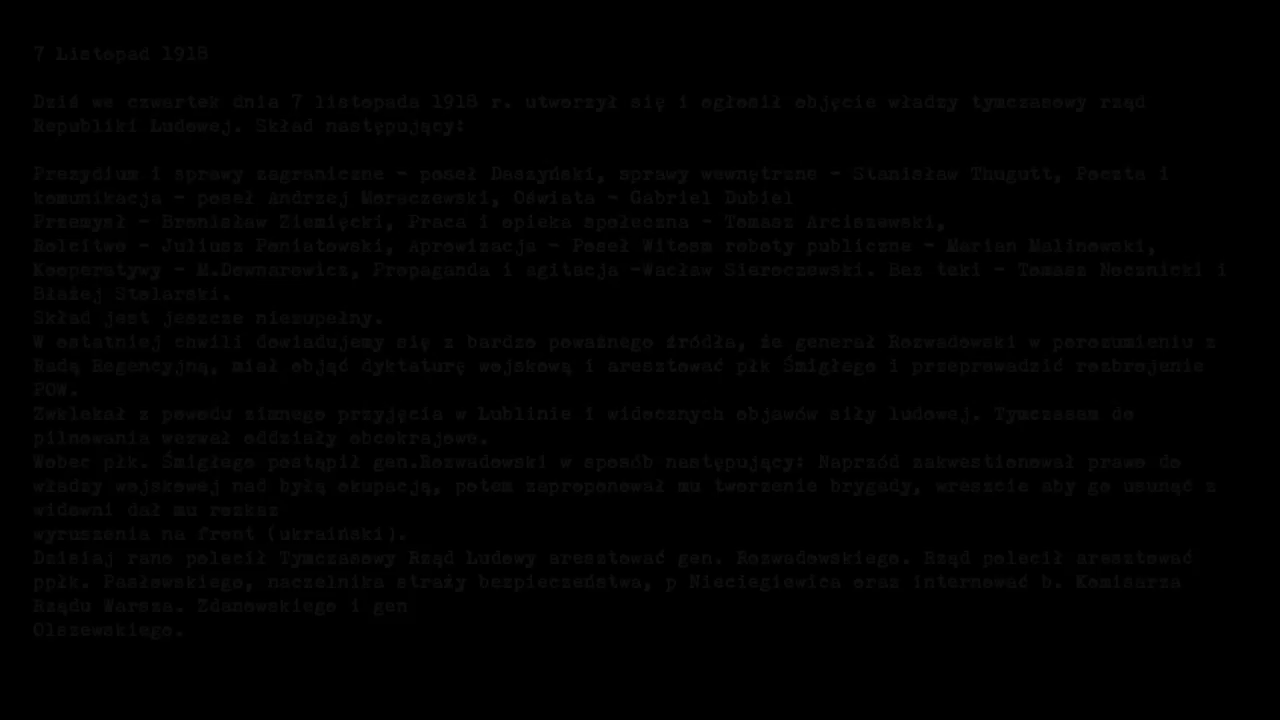 7 Listopad 1918
Dziś we czwartek dnia 7 listopada 1918 r. utworzył się i ogłosił objęcie władzy tymczasowy rząd
Republiki Ludowej. Skład następujący:
Prezydium i sprawy zagraniczne - poseł Daszyński, sprawy wewnętrzne - Stanisław Thugutt, Poczta i
komunikacja - poseł Andrzej Moraczewski, Oświata - Gabriel Dubiel
Przemysł - Bronisław Ziemięcki, Praca i opieka społeczna - Tomasz Arciszewski,
Rolcitwo - Juliusz Poniatowski, aprowizacja - Poseł Witosm roboty publiczne - Marian Malinowski,
Kooperatywy - M.Downarowicz, Propaganda i agitacja -Wacław Sieroczewski. Bez teki - Tomasz Nocznicki i
Błażej Stolarski.
Skład jest jeszcze niezupełny.
W ostatniej chwili dowiadujemy się z bardzo poważnego źródła, że generał Rozwadowski w porozumieniu z
Radą Regencyjną, miał objąć dyktaturę wojskową i aresztować płk Śmigłego i przeprowadzić rozbrojenie
POW.
Zwklekał z powodu zimnego przyjęcia w Lublinie i widocznych objawów siły ludowej. Tymczasem do
pilnowania wezwał oddziały obcokrajowe.
Wobec płk. Śmigłego postąpił gen.Rozwadowski w sposób następujący: Naprzód zakwestionował prawo do
władzy wojskowej nad byłą okupacją, potem zaproponował mu tworzenie brygady, wreszcie aby go usunąć z
widowni dał mu rozkaz
wyruszenia na front (ukraiński).
Dzisiaj rano polecił Tymczasowy Rząd Ludowy aresztować gen. Rozwadowskiego. Rząd polecił aresztować
ppłk. Pasławskiego, naczelnika straży bezpieczeństwa, p Nieciegiewica oraz internować b. Komisarza
Rządu Warsza. Zdanowskiego i gen
Olszewskiego.